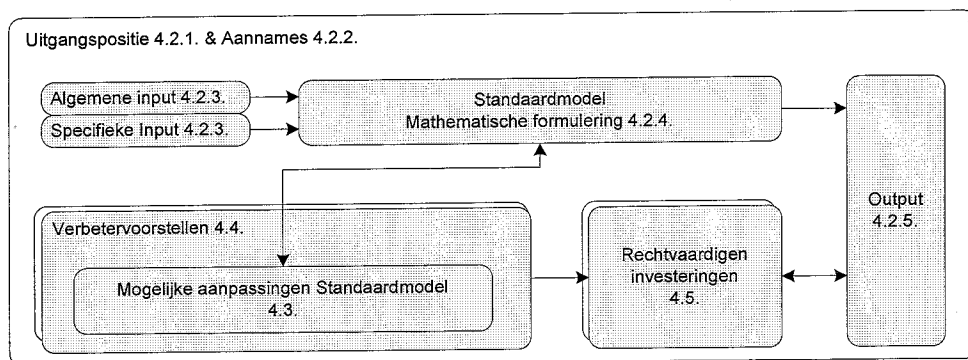 Uitgangspositie 4.2.1. & Aannames 4.2.2.
Algemene input 4.2.3.
Specifieke Input 4.2.3.
Standaardmodel
Mathematische formulering 4.2.4.
Output
4.2.5.
Verbetervoorstellen 4.4.
Mogelijke aanpassingen Standaardmodel
4.3.
Rechtvaardigen
investeringen
4.5.